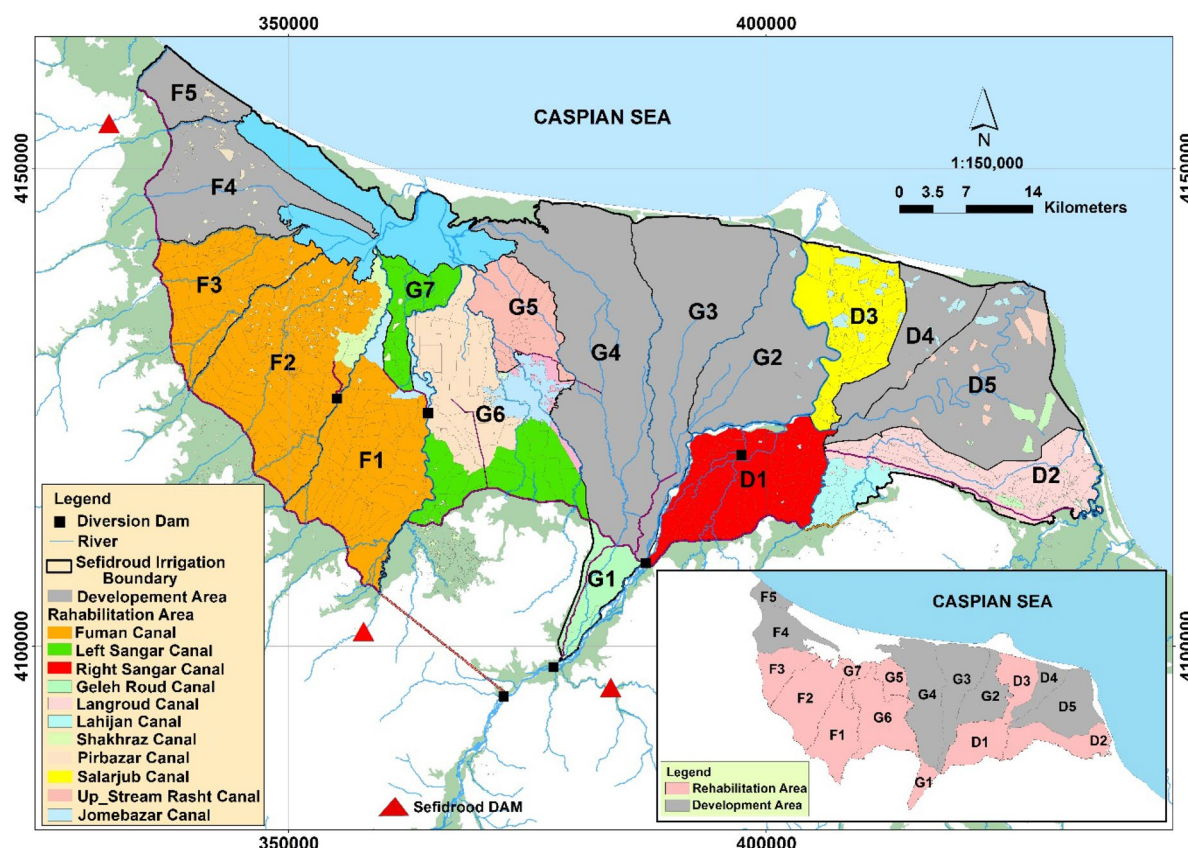 350000
400000
4150000
4150000
4100000
4100000
350000
400000
CASPIAN SEA
N
1:150,000
0 3.5 7 14
Kilometers
F5
F4
F3
G7
G5
G3
D3
F2
G4
G2
D4
D5
G6
F1
D1
D2
G1
Legend
Diversion Dam
River
Sefidroud Irrigation
Boundary
Developement Area
Rahabilitation Area
Fuman Canal
Left Sangar Canal
Right Sangar Canal
Geleh Roud Canal
Langroud Canal
Lahijan Canal
Shakhraz Canal
Pirbazar Canal
Salarjub Canal
Up_Stream Rasht Canal
Jomebazar Canal
Sefidrood DAM
CASPIAN SEA
F5
F4
F3
G7
G5
G3
D3
D4
F2
G4
G2
D5
G6
F1
D1
D2
G1
Legend
Rehabilitation Area
Development Area